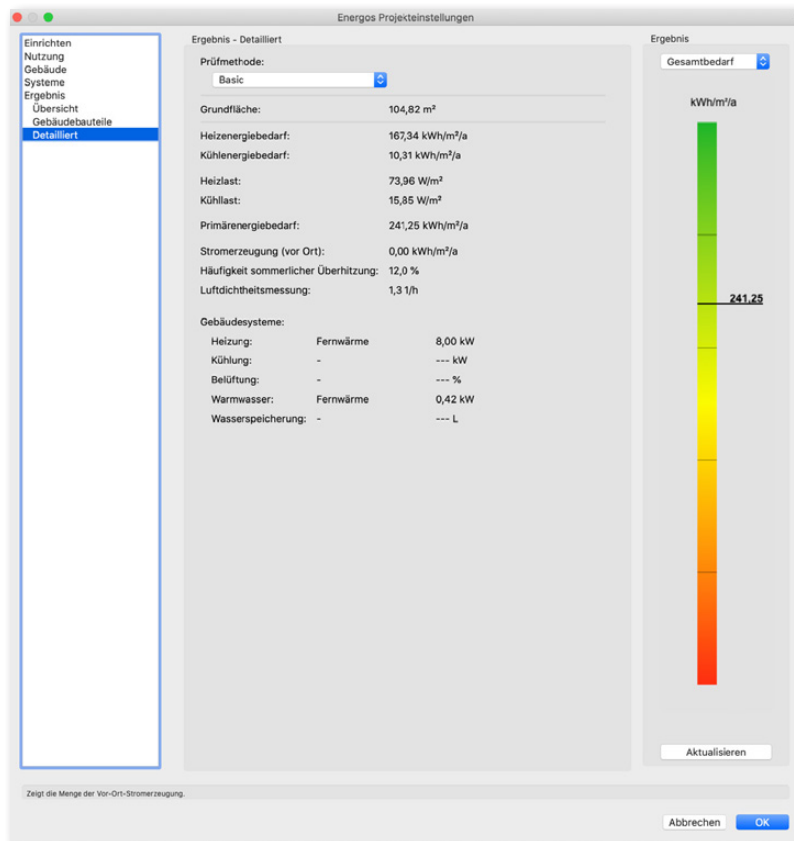 Energos Projekteinstellungen
Einrichten
Nutzung
Gebäude
Systeme
Ergebnis
Übersicht
Gebäudebauteile
Detailliert
Ergebnis - Detailliert
Prüfmethode:
Basic
Grundfläche: 104,82 m²
Heizenergiebedarf: 167,34 kWh/m²/a
Kühlenergiebedarf: 10,31 kWh/m²/a
Heizlast: 73,96 W/m²
Kühllast: 15,85 W/m²
Primärenergiebedarf: 241,25 kWh/m²/a
Stromerzeugung (vor Ort): 0,00 kWh/m²/a
Häufigkeit sommerlicher Überhitzung: 12,0 %
Luftdichtheitsmessung: 1,3 1/h
Gebäudesysteme:
Heizung: Fernwärme 8,00 kW
Kühlung: - --- kW
Belüftung: - --- %
Warmwasser: Fernwärme 0,42 kW
Wasserspeicherung: - --- L
Ergebnis
Gesamtbedarf
kWh/m²/a
241.25
Aktualisieren
Zeigt die Menge der Vor-Ort-Stromerzeugung.
Abbrechen OK